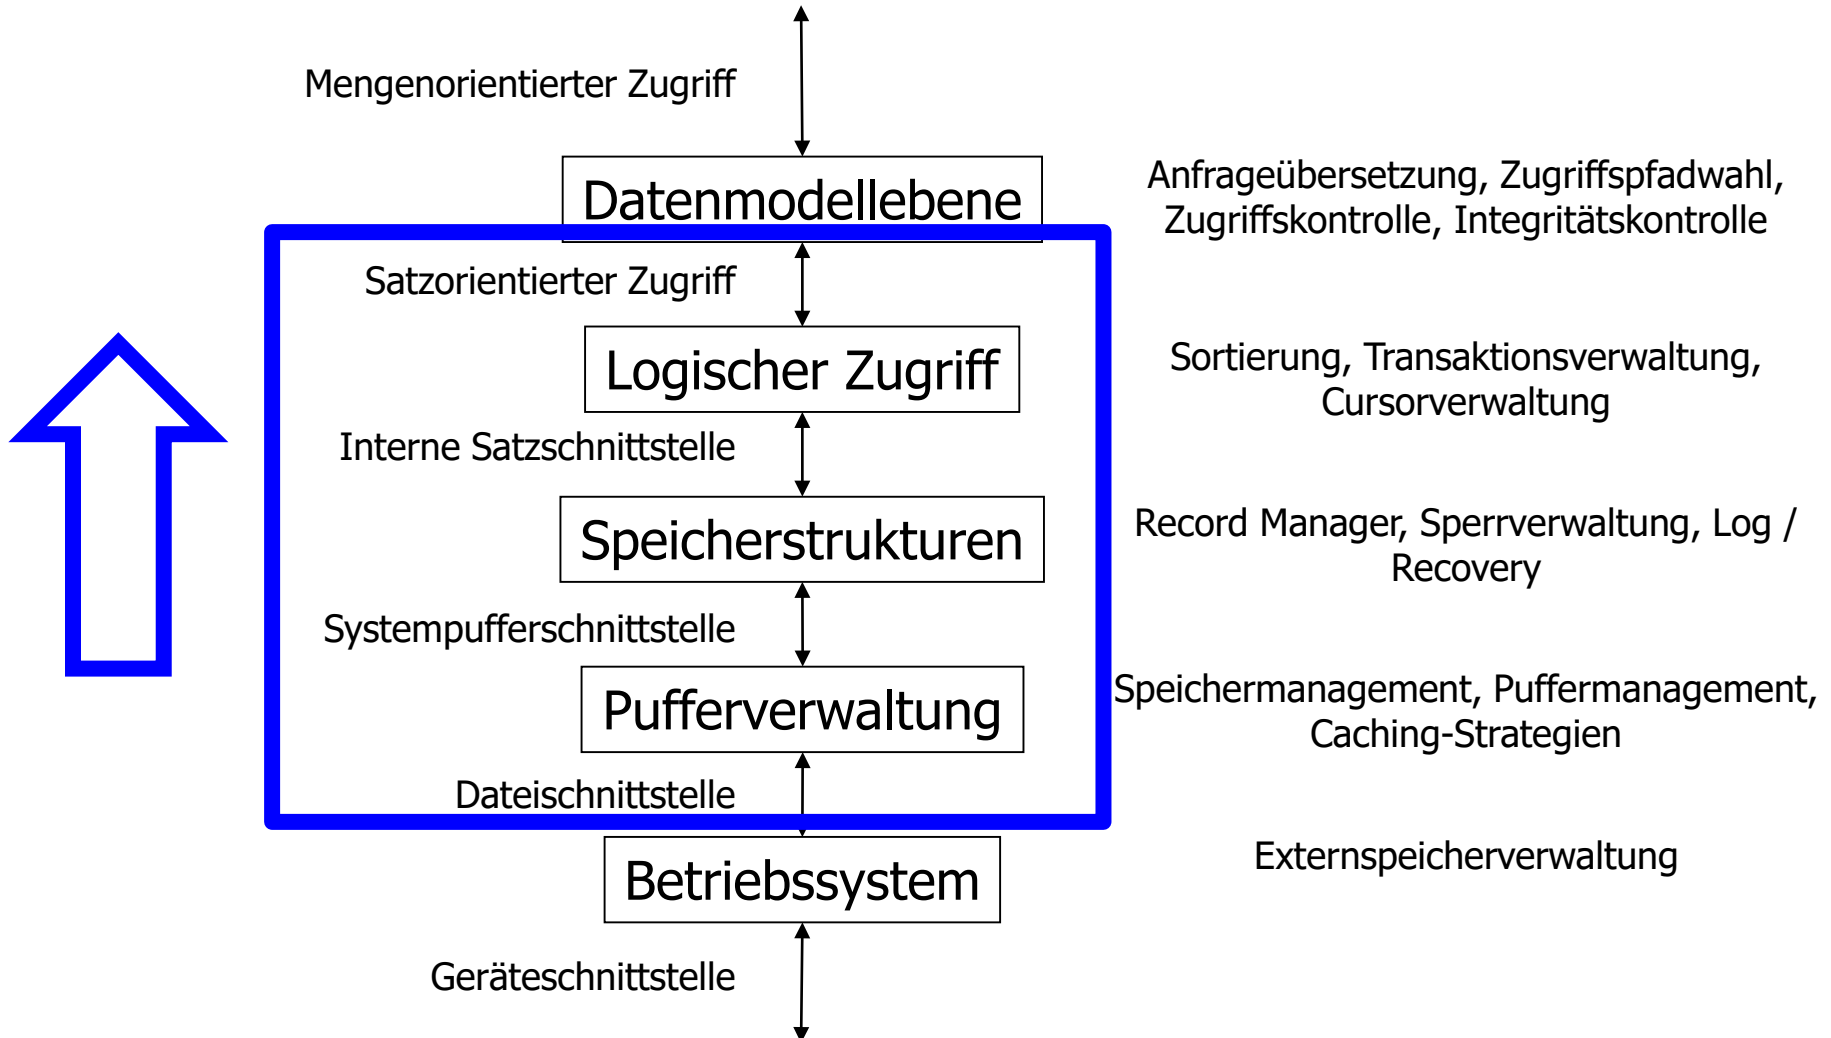 Mengenorientierter Zugriff
Datenmodellebene
Anfrageübersetzung, Zugriffspfadwahl,
Zugriffskontrolle, Integritätskontrolle
Satzorientierter Zugriff
Logischer Zugriff
Sortierung, Transaktionsverwaltung,
Cursorverwaltung
Interne Satzschnittstelle
Speicherstrukturen
Record Manager, Sperrverwaltung, Log /
Recovery
Systempufferschnittstelle
Pufferverwaltung
Speichermanagement, Puffermanagement,
Caching-Strategien
Dateischnittstelle
Betriebssystem
Externspeicherverwaltung
Geräteschnittstelle